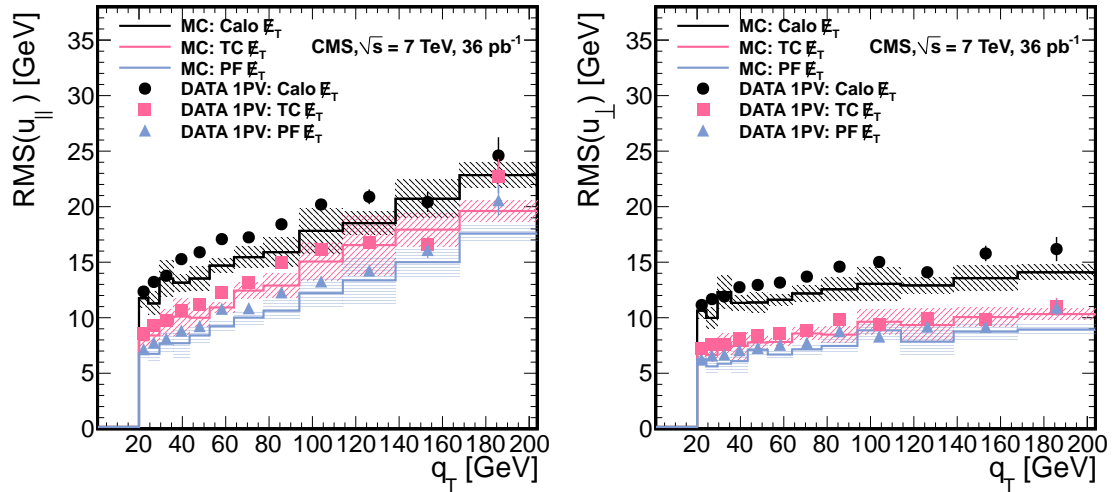 RMS(u∥) [GeV]
35
30
25
20
15
10
5
0
MC: Calo E̸T
MC: TC E̸T
MC: PF E̸T
DATA 1PV: Calo E̸T
DATA 1PV: TC E̸T
DATA 1PV: PF E̸T
CMS, √s = 7 TeV, 36 pb⁻¹
20 40 60 80 100 120 140 160 180 200
qT [GeV]
RMS(u⊥) [GeV]
35
30
25
20
15
10
5
0
MC: Calo E̸T
MC: TC E̸T
MC: PF E̸T
DATA 1PV: Calo E̸T
DATA 1PV: TC E̸T
DATA 1PV: PF E̸T
CMS, √s = 7 TeV, 36 pb⁻¹
20 40 60 80 100 120 140 160 180 200
qT [GeV]